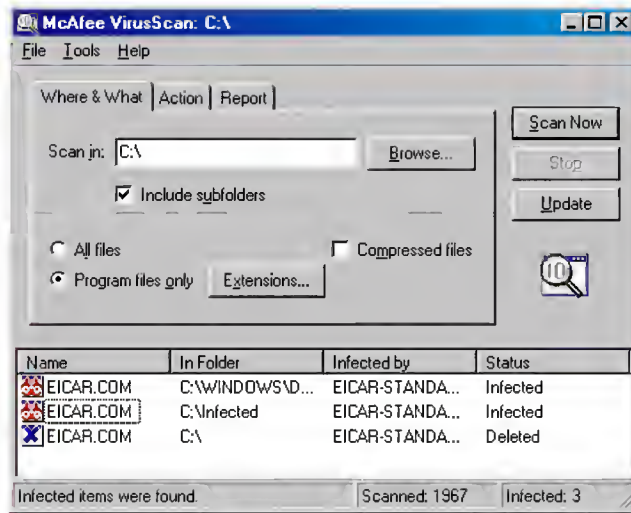 McAfee VirusScan: C:\
File Tools Help
Where & What Action Report
Scan in: C:\ Browse...
Include subfolders
All files Compressed files
Program files only Extensions...
Scan Now
Stop
Update
Name In Folder Infected by Status
EICAR.COM C:\WINDOWS\D... EICAR-STANDA... Infected
EICAR.COM C:\Infected EICAR-STANDA... Infected
EICAR.COM C:\ EICAR-STANDA... Deleted
Infected items were found. Scanned: 1967 Infected: 3